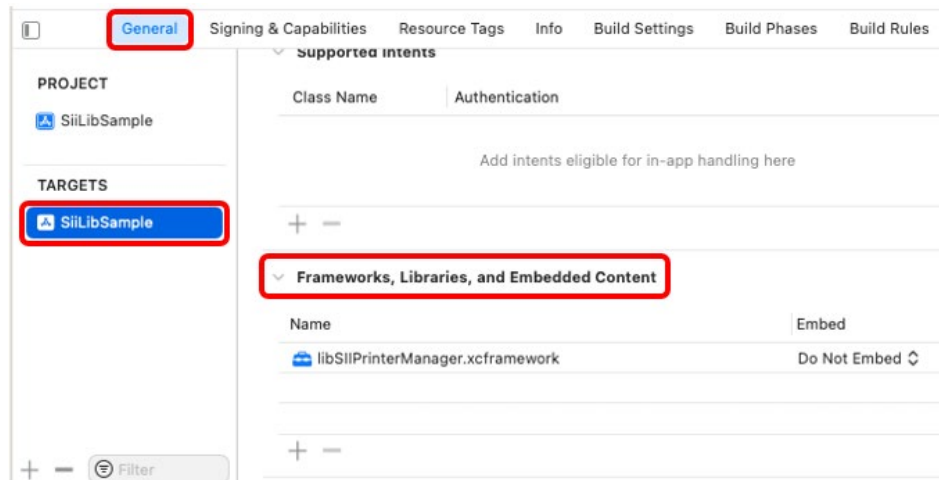 General Signing & Capabilities Resource Tags Info Build Settings Build Phases Build Rules
PROJECT
SiiLibSample
TARGETS
SiiLibSample
Filter
Supported Intents
Class Name Authentication
Add intents eligible for in-app handling here
Frameworks, Libraries, and Embedded Content
Name Embed
libSIIPrinterManager.xcframework Do Not Embed